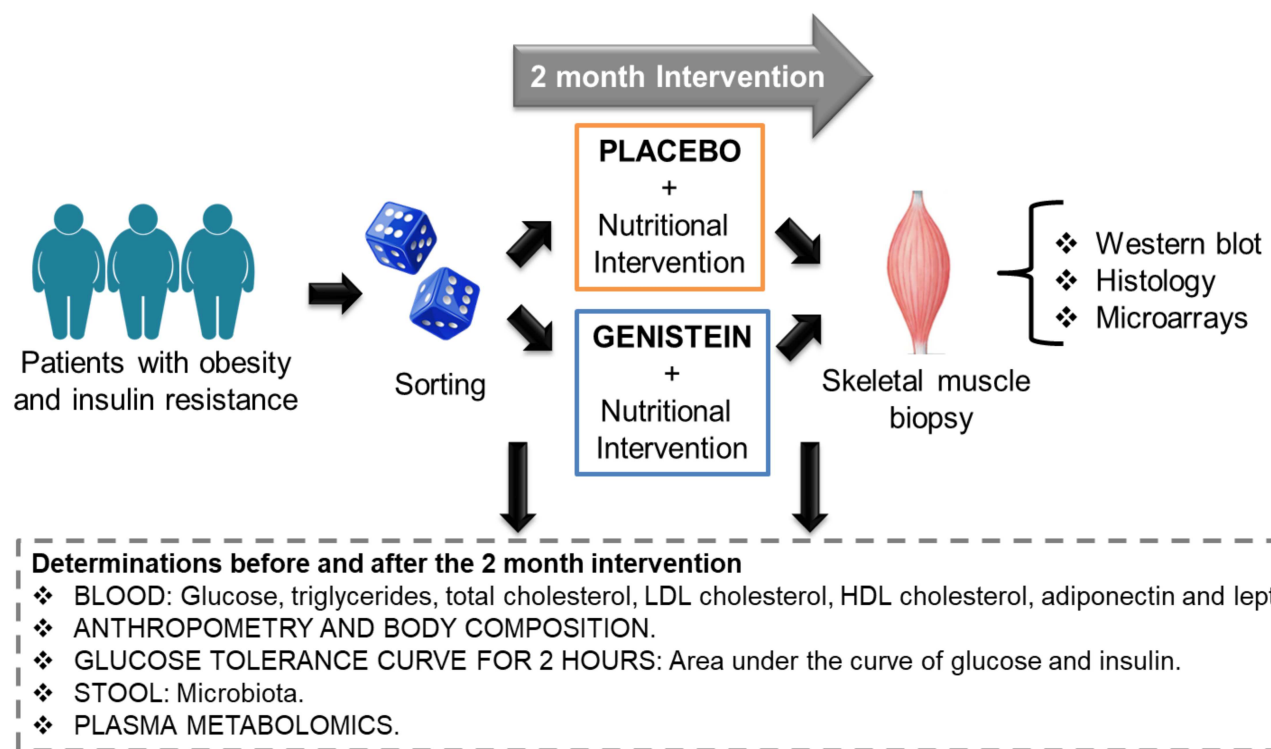 2 month Intervention
PLACEBO
+
Nutritional
Intervention
Patients with obesity
and insulin resistance
Sorting
GENISTEIN
+
Nutritional
Intervention
Skeletal muscle
biopsy
❖ Western blot
❖ Histology
❖ Microarrays
Determinations before and after the 2 month intervention
❖ BLOOD: Glucose, triglycerides, total cholesterol, LDL cholesterol, HDL cholesterol, adiponectin and lept
❖ ANTHROPOMETRY AND BODY COMPOSITION.
❖ GLUCOSE TOLERANCE CURVE FOR 2 HOURS: Area under the curve of glucose and insulin.
❖ STOOL: Microbiota.
❖ PLASMA METABOLOMICS.